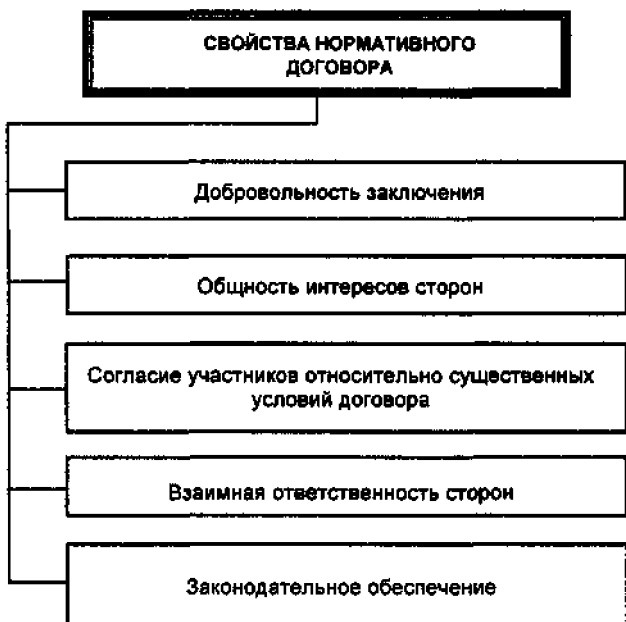 СВОЙСТВА НОРМАТИВНОГО
ДОГОВОРА
Добровольность заключения
Общность интересов сторон
Согласие участников относительно существенных
условий договора
Взаимная ответственность сторон
Законодательное обеспечение